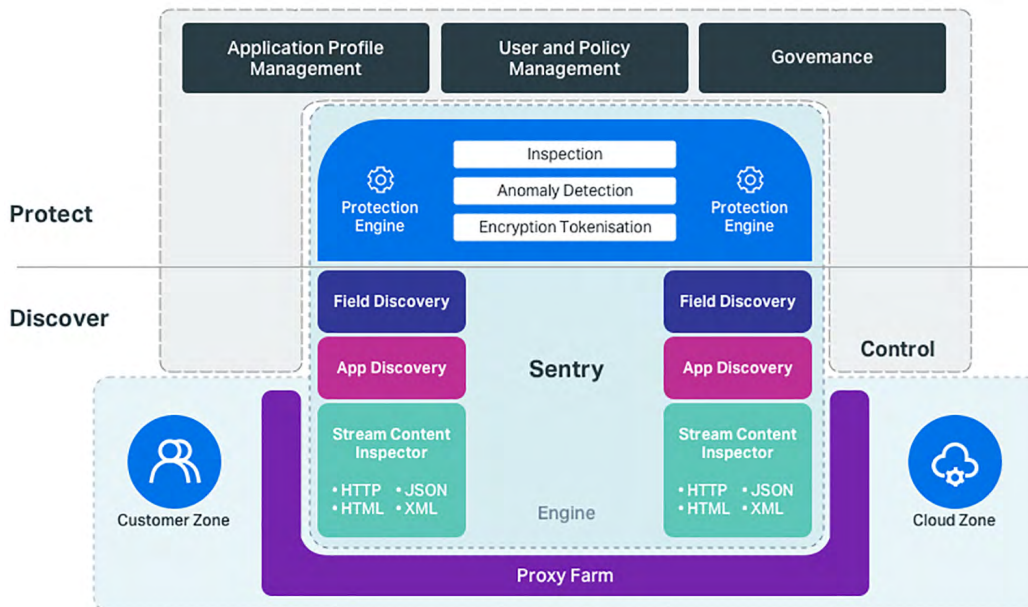 Application Profile
Management
User and Policy
Management
Governance
Inspection
Anomaly Detection
Encryption Tokenisation
Protection
Engine
Protection
Engine
Protect
Discover
Field Discovery
Field Discovery
App Discovery
Sentry
App Discovery
Control
Stream Content
Inspector
• HTTP • JSON
• HTML • XML
Stream Content
Inspector
• HTTP • JSON
• HTML • XML
Engine
Customer Zone
Cloud Zone
Proxy Farm